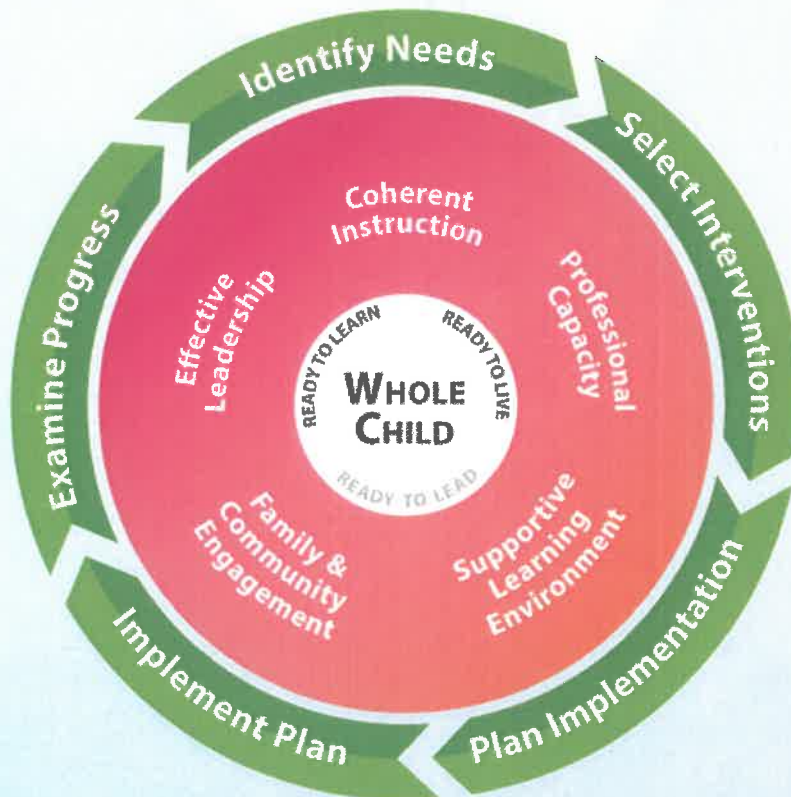 Identify Needs
Select Interventions
Plan Implementation
Implement Plan
Examine Progress
Coherent
Instruction
Professional
Capacity
Supportive
Learning
Environment
Family &
Community
Engagement
Effective
Leadership
READY TO LEARN
READY TO LIVE
READY TO LEAD
WHOLE
CHILD